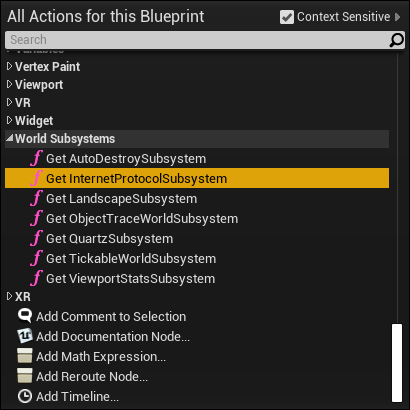 All Actions for this Blueprint
Context Sensitive
Search
Variables
Vertex Paint
Viewport
VR
Widget
World Subsystems
Get AutoDestroySubsystem
Get InternetProtocolSubsystem
Get LandscapeSubsystem
Get ObjectTraceWorldSubsystem
Get QuartzSubsystem
Get TickableWorldSubsystem
Get ViewportStatsSubsystem
XR
Add Comment to Selection
Add Documentation Node...
Add Math Expression...
Add Reroute Node...
Add Timeline...